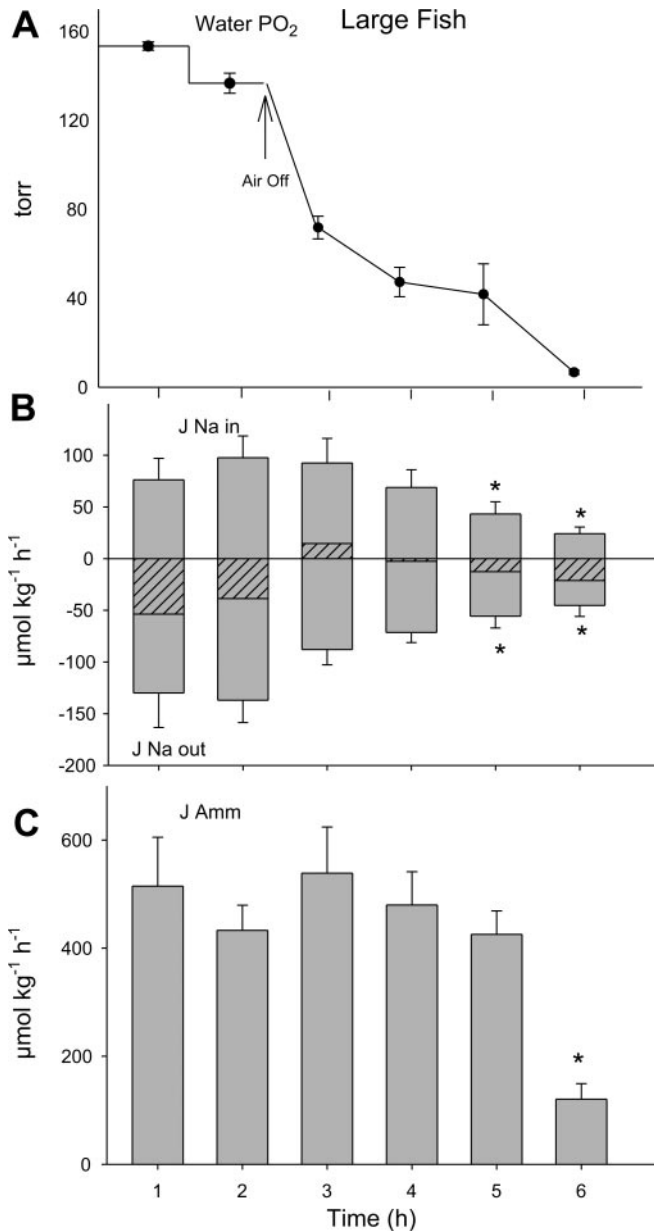 A
Water PO₂
Large Fish
160
120
80
40
0
torr
Air Off
B
J Na in
100
50
0
-50
-100
-150
-200
µmol kg⁻¹ h⁻¹
* *
* *
J Na out
C
J Amm
600
400
200
0
µmol kg⁻¹ h⁻¹
*
1 2 3 4 5 6
Time (h)